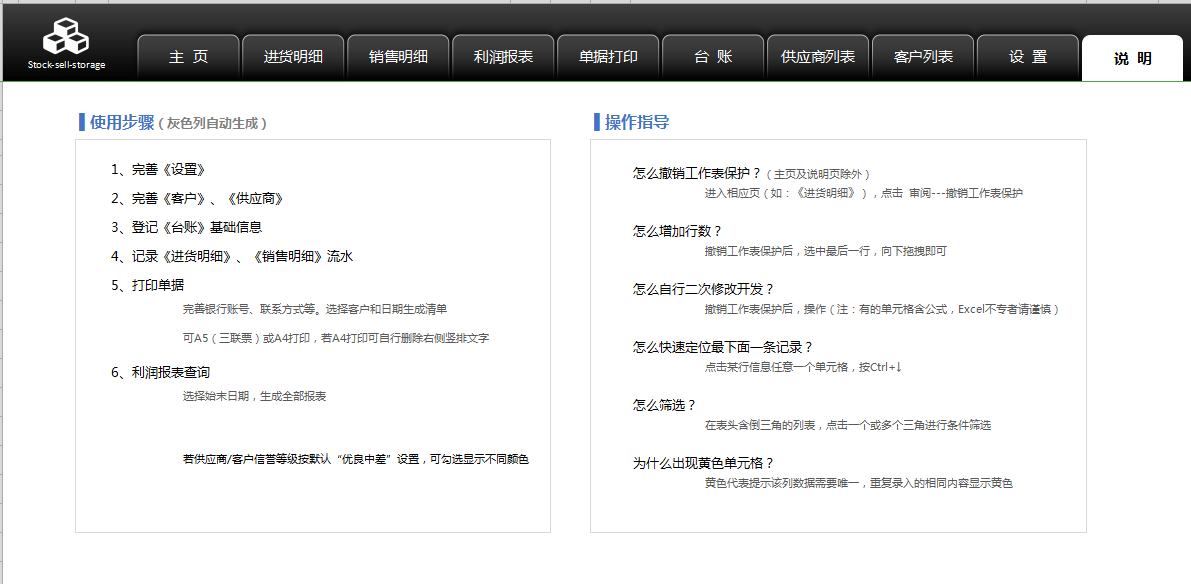 Stock-sell-storage
主 页
进货明细
销售明细
利润报表
单据打印
台 账
供应商列表
客户列表
设 置
说 明
使用步骤（灰色列自动生成）
1、完善《设置》
2、完善《客户》、《供应商》
3、登记《台账》基础信息
4、记录《进货明细》、《销售明细》流水
5、打印单据
完善银行账号、联系方式等。选择客户和日期生成清单
可A5（三联票）或A4打印，若A4打印可自行删除右侧竖排文字
6、利润报表查询
选择始末日期，生成全部报表
若供应商/客户信誉等级按默认“优良中差”设置，可勾选显示不同颜色
操作指导
怎么撤销工作表保护？（主页及说明页除外）
进入相应页（如：《进货明细》），点击 审阅---撤销工作表保护
怎么增加行数？
撤销工作表保护后，选中最后一行，向下拖拽即可
怎么自行二次修改开发？
撤销工作表保护后，操作（注：有的单元格含公式，Excel不专者请谨慎）
怎么快速定位最下面一条记录？
点击某行信息任意一个单元格，按Ctrl+↓
怎么筛选？
在表头含倒三角的列表，点击一个或多个三角进行条件筛选
为什么出现黄色单元格？
黄色代表提示该列数据需要唯一，重复录入的相同内容显示黄色